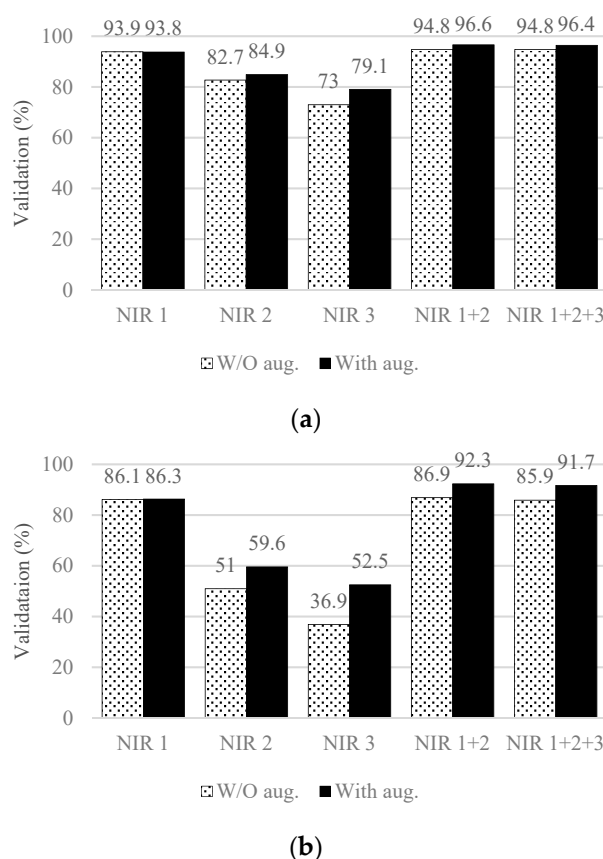 93.9 93.8 82.7 84.9 73 79.1 94.8 96.6 94.8 96.4
100
80
60
40
20
0
Validation (%)
NIR 1 NIR 2 NIR 3 NIR 1+2 NIR 1+2+3
W/O aug. With aug.
(a)
86.1 86.3 51 59.6 36.9 52.5 86.9 92.3 85.9 91.7
100
80
60
40
20
0
Validataion (%)
NIR 1 NIR 2 NIR 3 NIR 1+2 NIR 1+2+3
W/O aug. With aug.
(b)